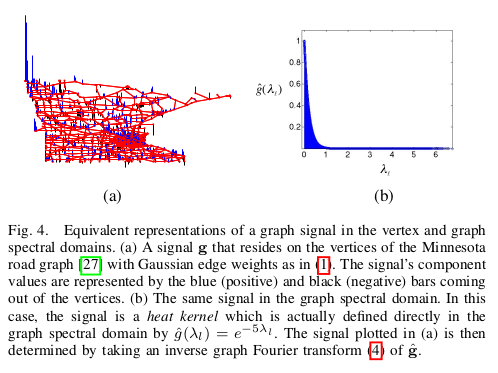 1
0.8
ĝ(λₗ) 0.6
0.4
0.2
0 1 2 3 4 5 6
λₗ
(a) (b)
Fig. 4. Equivalent representations of a graph signal in the vertex and graph
spectral domains. (a) A signal g that resides on the vertices of the Minnesota
road graph [27] with Gaussian edge weights as in (1). The signal's component
values are represented by the blue (positive) and black (negative) bars coming
out of the vertices. (b) The same signal in the graph spectral domain. In this
case, the signal is a heat kernel which is actually defined directly in the
graph spectral domain by ĝ(λₗ) = e⁻⁵λₗ. The signal plotted in (a) is then
determined by taking an inverse graph Fourier transform (4) of ĝ.